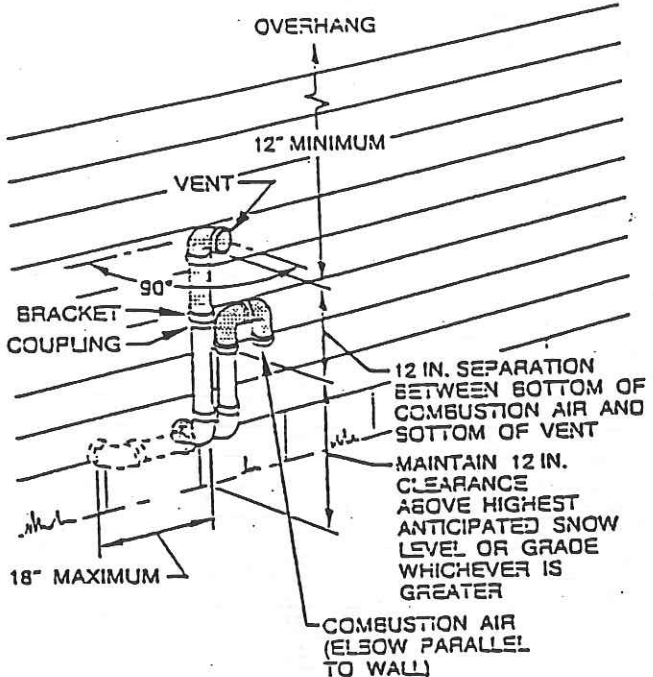 OVERHANG
12" MINIMUM
VENT
90°
BRACKET
COUPLING
12 IN. SEPARATION
BETWEEN BOTTOM OF
COMBUSTION AIR AND
BOTTOM OF VENT
MAINTAIN 12 IN.
CLEARANCE
ABOVE HIGHEST
ANTICIPATED SNOW
LEVEL OR GRADE
WHICHEVER IS
GREATER
18" MAXIMUM
COMBUSTION AIR
(ELBOW PARALLEL
TO WALL)